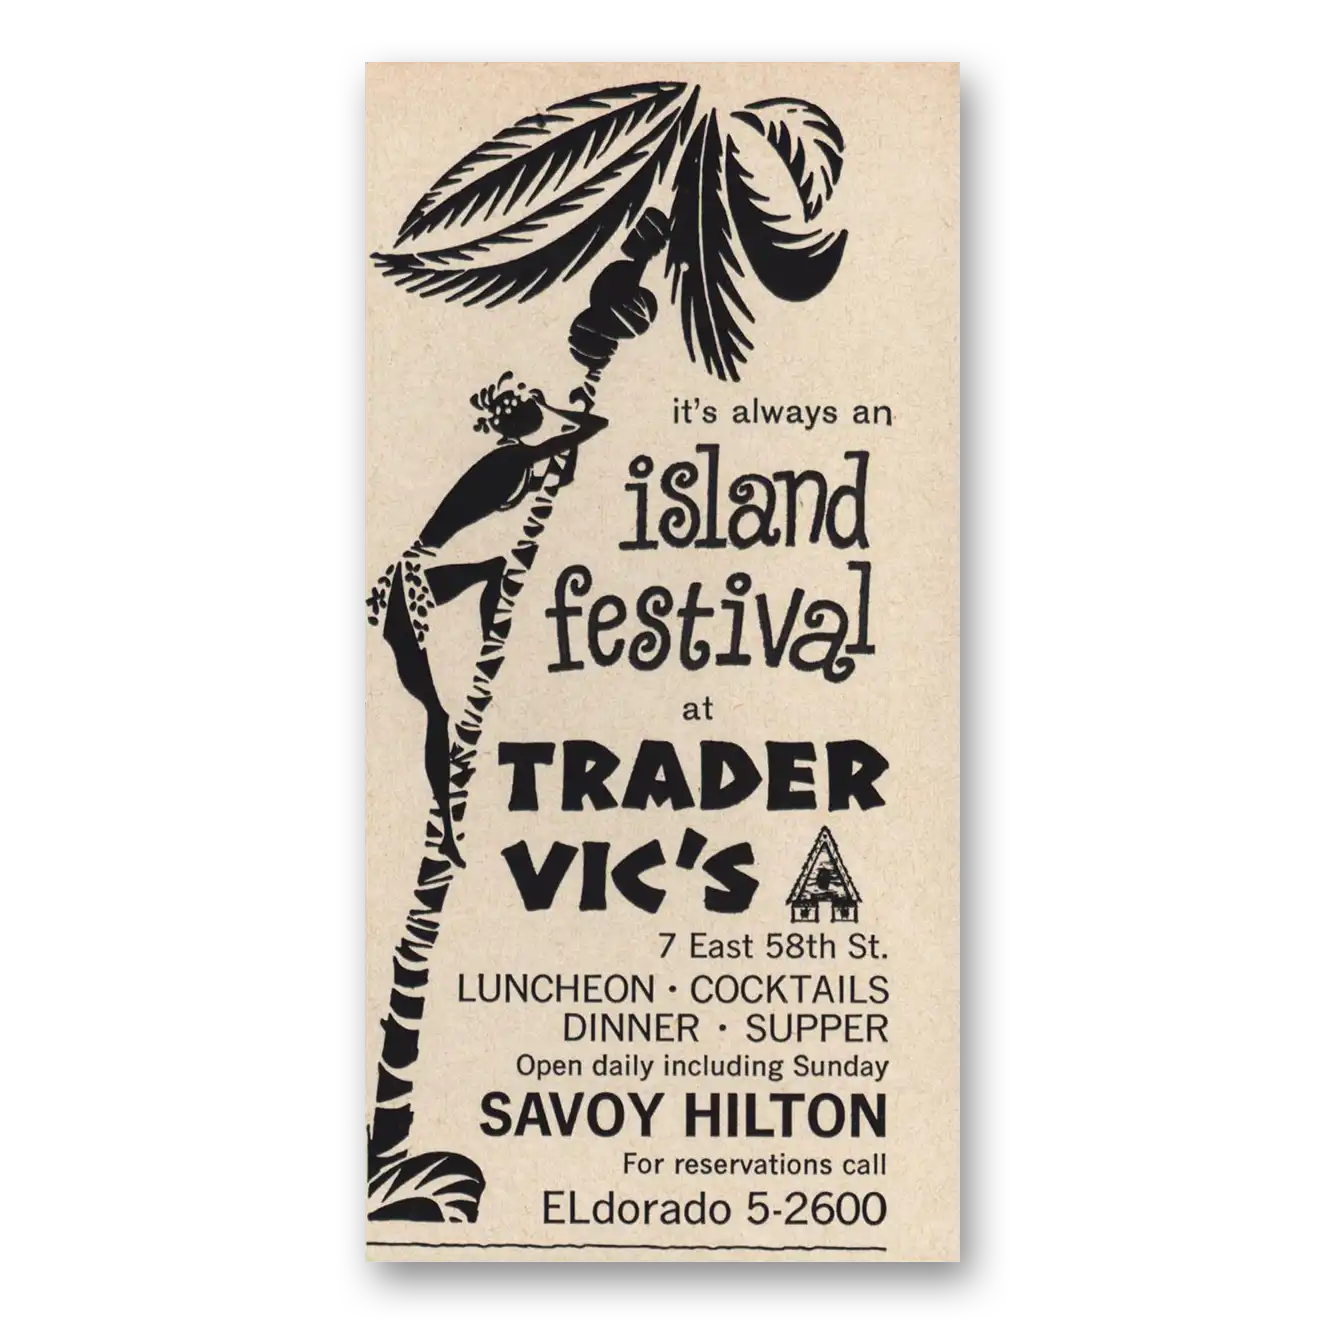 it's always an
island
festival
at
TRADER
VIC'S
7 East 58th St.
LUNCHEON · COCKTAILS
DINNER · SUPPER
Open daily including Sunday
SAVOY HILTON
For reservations call
ELdorado 5-2600